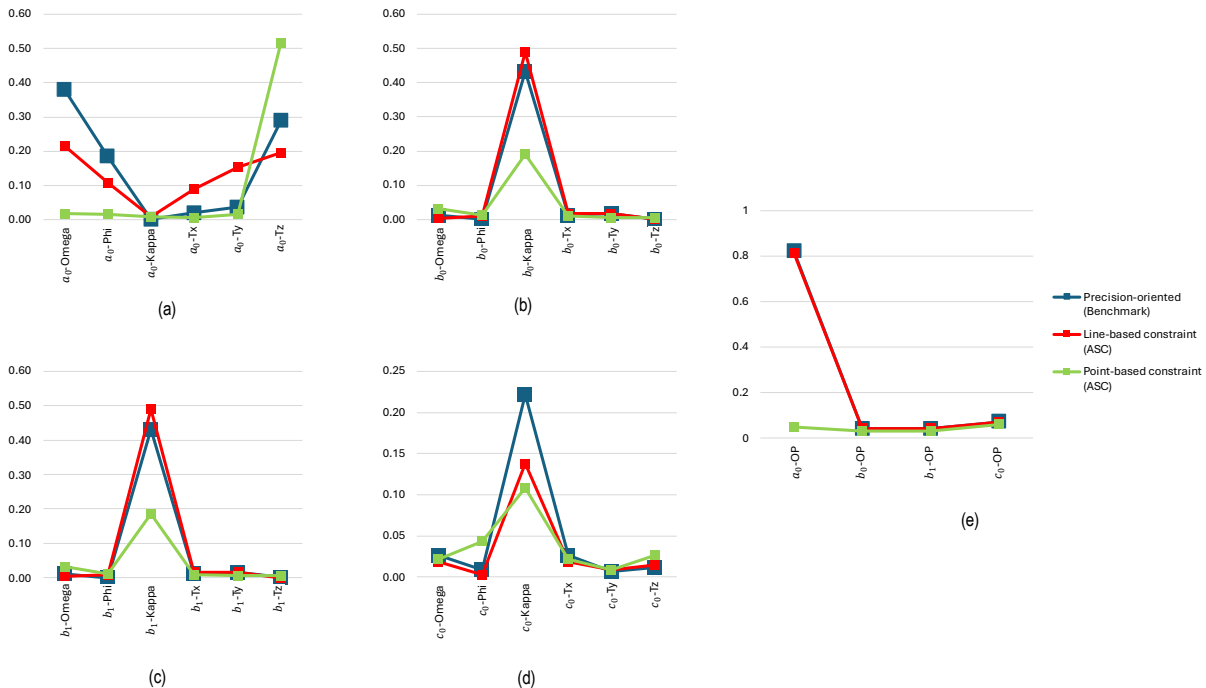 0.60
0.50
0.40
0.30
0.20
0.10
0.00
a₀-Omega
a₀-Phi
a₀-Kappa
a₀-Tx
a₀-Ty
a₀-Tz
(a)
0.60
0.50
0.40
0.30
0.20
0.10
0.00
b₀-Omega
b₀-Phi
b₀-Kappa
b₀-Tx
b₀-Ty
b₀-Tz
(b)
0.60
0.50
0.40
0.30
0.20
0.10
0.00
b₁-Omega
b₁-Phi
b₁-Kappa
b₁-Tx
b₁-Ty
b₁-Tz
(c)
0.25
0.20
0.15
0.10
0.05
0.00
c₀-Omega
c₀-Phi
c₀-Kappa
c₀-Tx
c₀-Ty
c₀-Tz
(d)
1
0.8
0.6
0.4
0.2
0
a₀-OP
b₀-OP
b₁-OP
c₀-OP
(e)
Precision-oriented
(Benchmark)
Line-based constraint
(ASC)
Point-based constraint
(ASC)